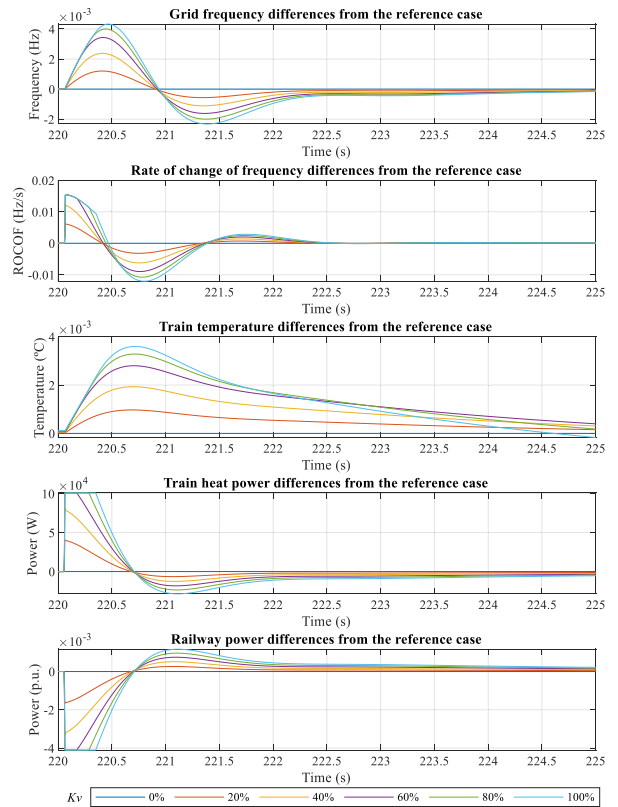 Grid frequency differences from the reference case
×10⁻³
Frequency (Hz)
4
2
0
-2
220 220.5 221 221.5 222 222.5 223 223.5 224 224.5 225
Time (s)
Rate of change of frequency differences from the reference case
ROCOF (Hz/s)
0.02
0.01
0
-0.01
220 220.5 221 221.5 222 222.5 223 223.5 224 224.5 225
Time (s)
Train temperature differences from the reference case
×10⁻³
Temperature (ºC)
4
2
0
220 220.5 221 221.5 222 222.5 223 223.5 224 224.5 225
Time (s)
Train heat power differences from the reference case
×10⁴
Power (W)
10
5
0
220 220.5 221 221.5 222 222.5 223 223.5 224 224.5 225
Time (s)
Railway power differences from the reference case
×10⁻³
Power (p.u.)
0
-2
-4
220 220.5 221 221.5 222 222.5 223 223.5 224 224.5 225
Time (s)
Kv 0% 20% 40% 60% 80% 100%